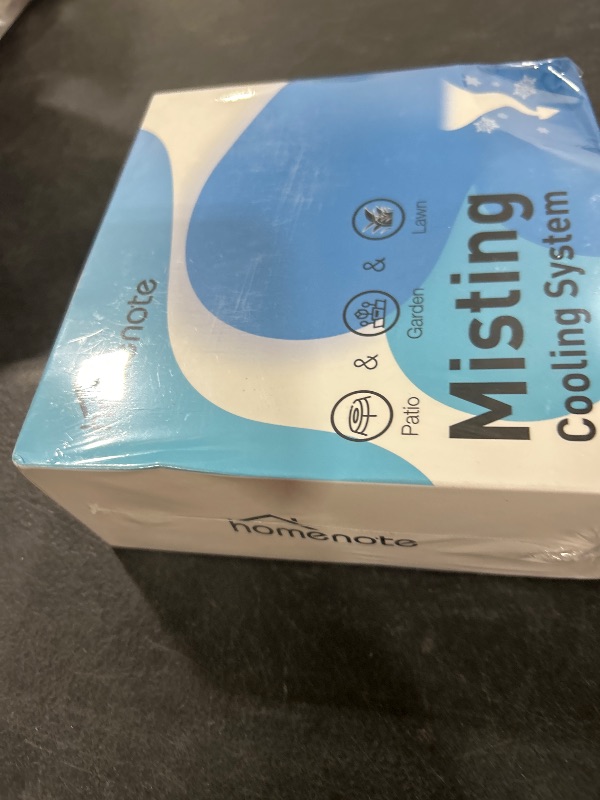 homenote
Patio & Garden & Lawn
Misting
Cooling System
homenote